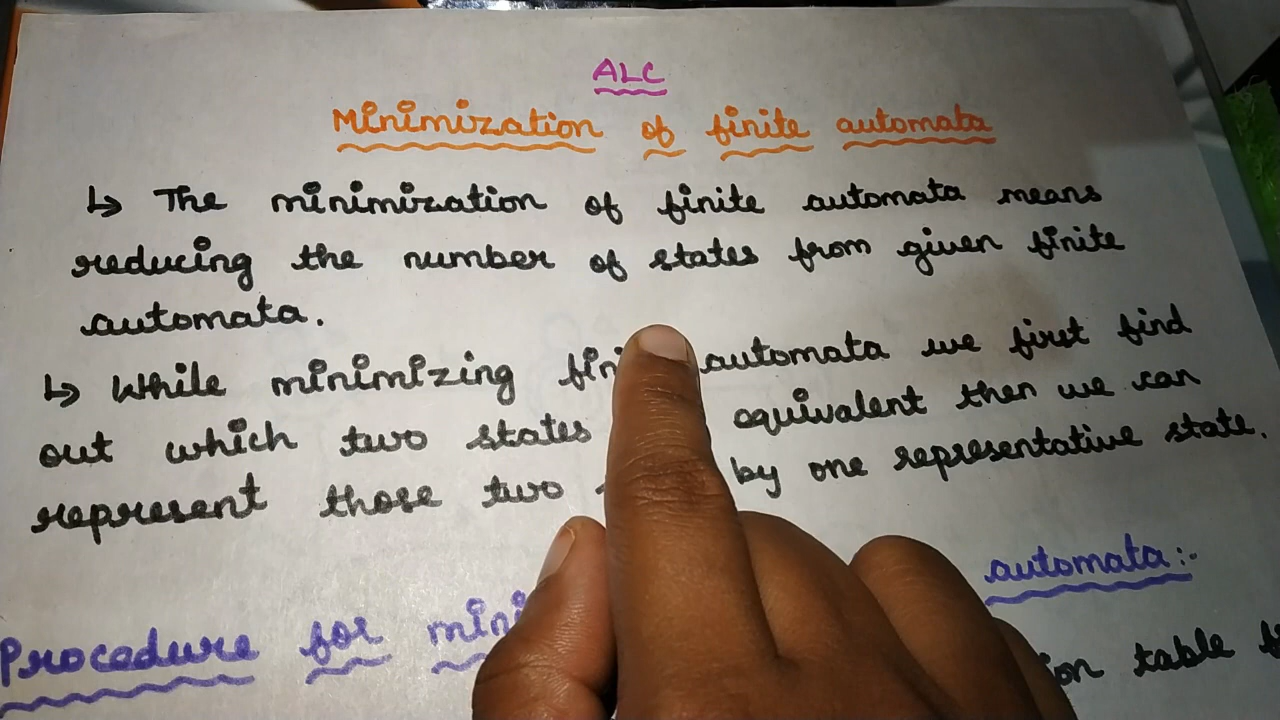 ALC
Minimization of finite automata
↳ The minimization of finite automata means
reducing the number of states from given finite
automata.
↳ While minimizing fini automata we first find
out which two states equivalent then we can
represent those two by one representative state.
Procedure for mini automata:-
table